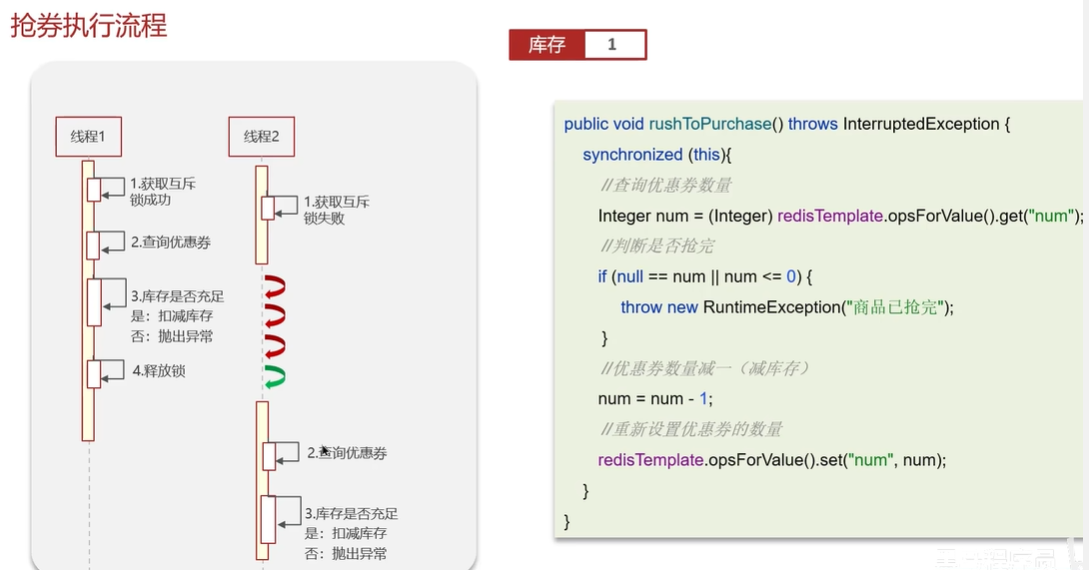 抢券执行流程
库存 1
线程1
1.获取互斥
锁成功
2.查询优惠券
3.库存是否充足
是：扣减库存
否：抛出异常
4.释放锁
线程2
1.获取互斥
锁失败
2.查询优惠券
3.库存是否充足
是：扣减库存
否：抛出异常
public void rushToPurchase() throws InterruptedException {
synchronized (this){
//查询优惠券数量
Integer num = (Integer) redisTemplate.opsForValue().get("num");
//判断是否抢完
if (null == num || num <= 0) {
throw new RuntimeException("商品已抢完");
}
//优惠券数量减一（减库存）
num = num - 1;
//重新设置优惠券的数量
redisTemplate.opsForValue().set("num", num);
}
}